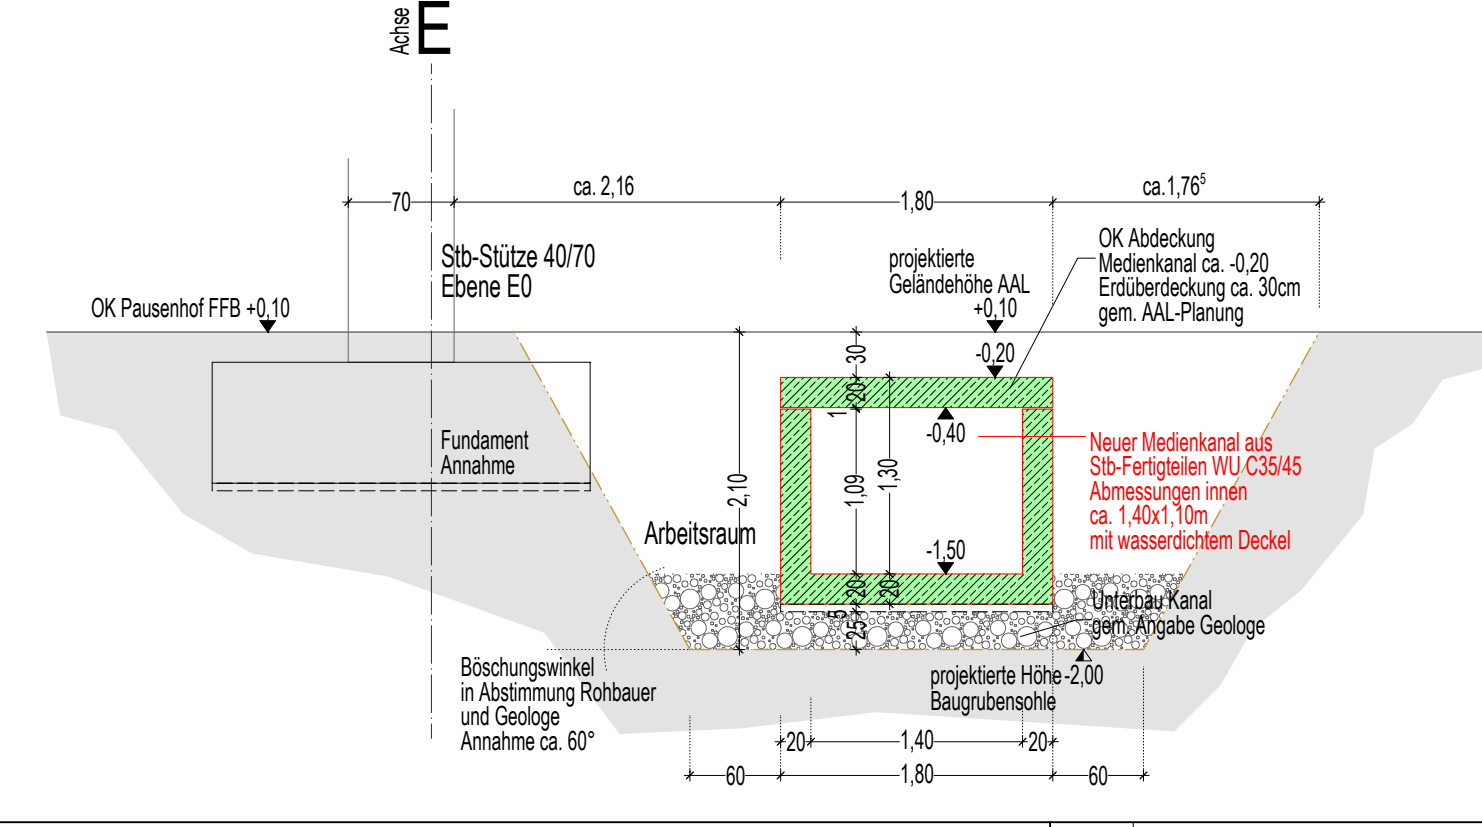 Achse
E
70
ca. 2,16
1,80
ca.1,76⁵
Stb-Stütze 40/70
Ebene E0
OK Pausenhof FFB +0,10
projektierte
Geländehöhe AAL
+0,10
-0,20
OK Abdeckung
Medienkanal ca. -0,20
Erdüberdeckung ca. 30cm
gem. AAL-Planung
30
20
1
-0,40
2,10
1,09
1,30
Fundament
Annahme
Neuer Medienkanal aus
Stb-Fertigteilen WU C35/45
Abmessungen innen
ca. 1,40x1,10m
mit wasserdichtem Deckel
Arbeitsraum
-1,50
20
20
5
25
Unterbau Kanal
gem. Angabe Geologe
Böschungswinkel
in Abstimmung Rohbauer
und Geologe
Annahme ca. 60°
projektierte Höhe -2,00
Baugrubensohle
20
1,40
20
60
1,80
60